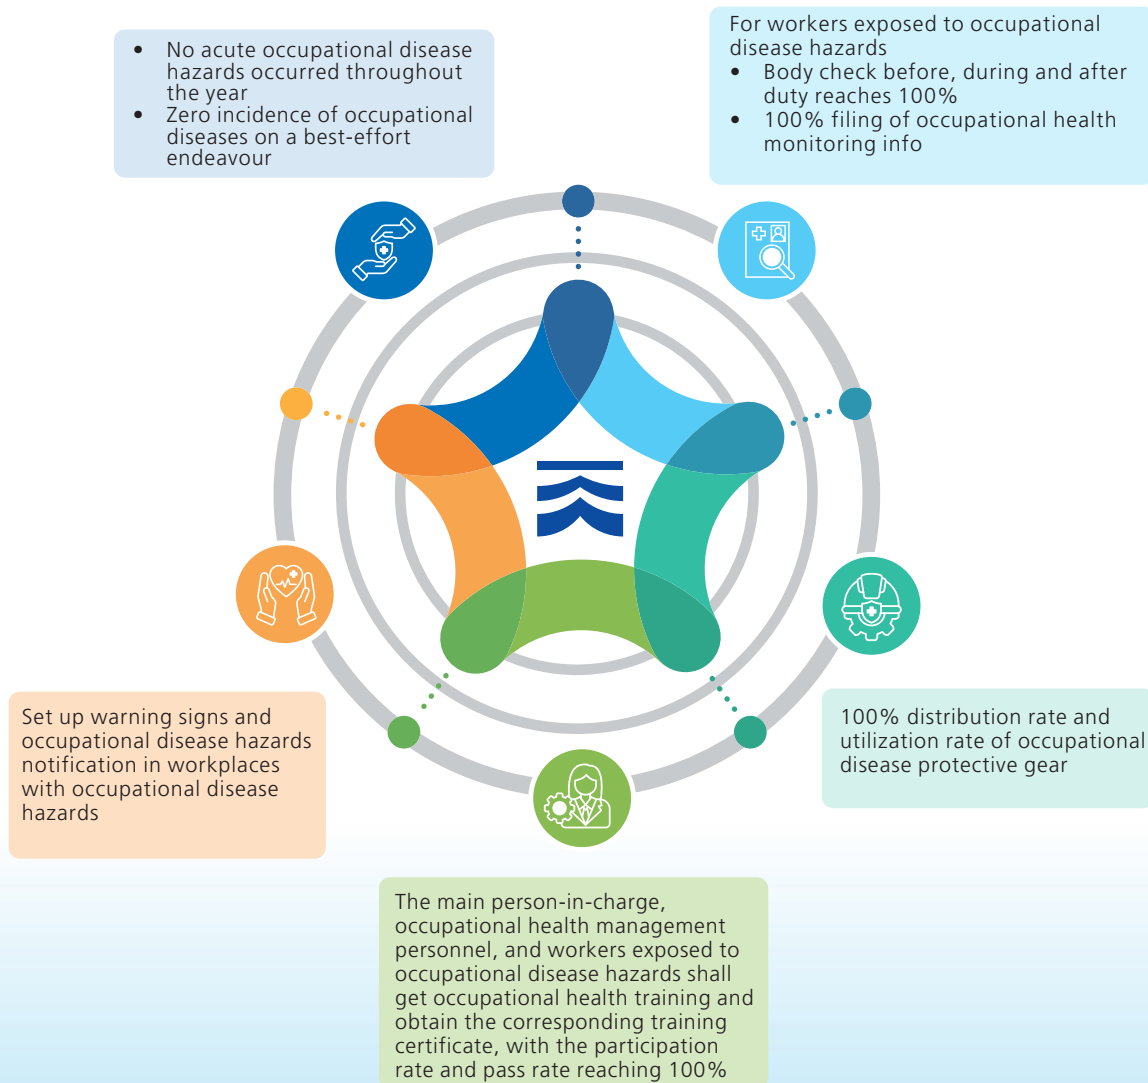 • No acute occupational disease
hazards occurred throughout
the year
• Zero incidence of occupational
diseases on a best-effort
endeavour
For workers exposed to occupational
disease hazards
• Body check before, during and after
duty reaches 100%
• 100% filing of occupational health
monitoring info
Set up warning signs and
occupational disease hazards
notification in workplaces
with occupational disease
hazards
100% distribution rate and
utilization rate of occupational
disease protective gear
The main person-in-charge,
occupational health management
personnel, and workers exposed to
occupational disease hazards shall
get occupational health training and
obtain the corresponding training
certificate, with the participation
rate and pass rate reaching 100%